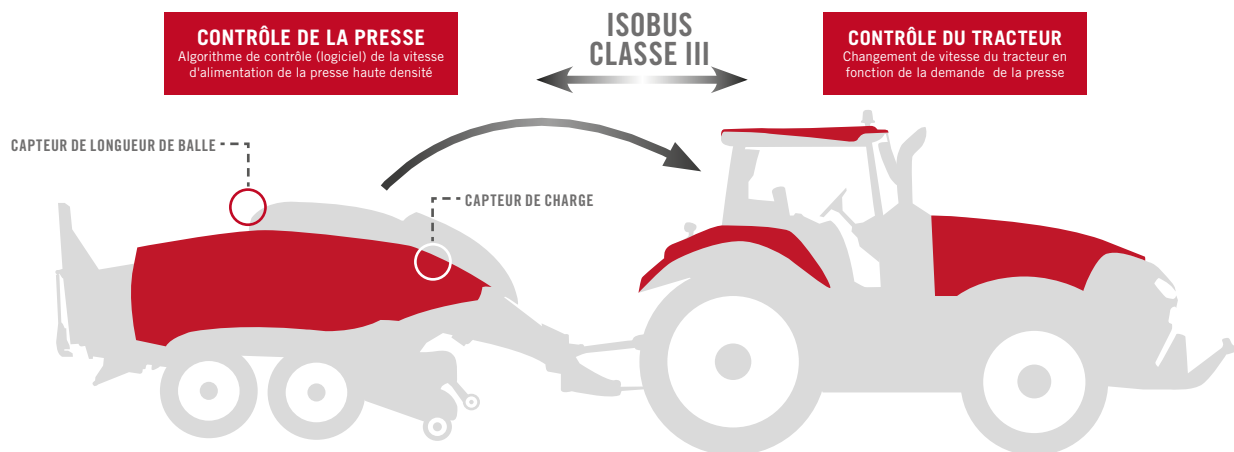 CONTRÔLE DE LA PRESSE
Algorithme de contrôle (logiciel) de la vitesse
d'alimentation de la presse haute densité
ISOBUS
CLASSE III
CONTRÔLE DU TRACTEUR
Changement de vitesse du tracteur en
fonction de la demande de la presse
CAPTEUR DE LONGUEUR DE BALLE
CAPTEUR DE CHARGE